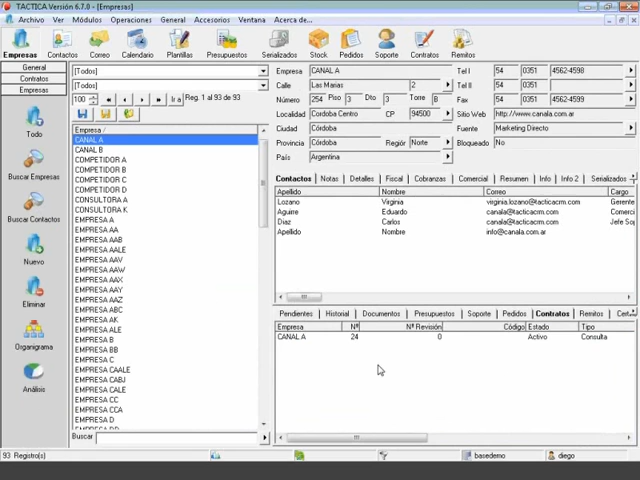 TACTICA Versión 6.7.0 - [Empresas]
Archivo Ver Módulos Operaciones General Accesorios Ventana Acerca de...
Empresas Contactos Correo Calendario Plantillas Presupuestos Serializados Stock Pedidos Soporte Contratos Remitos
General
Contratos
Empresas
Todo
Buscar Empresas
Buscar Contactos
Nuevo
Eliminar
Organigrama
Análisis
[Todos]
[Todos]
100 Ir a Reg. 1 al 93 de 93
Empresa /
CANAL A
CANAL B
COMPETIDOR A
COMPETIDOR B
COMPETIDOR C
COMPETIDOR D
CONSULTORA A
CONSULTORA K
EMPRESA A
EMPRESA AA
EMPRESA AAB
EMPRESA AALE
EMPRESA AAV
EMPRESA AAW
EMPRESA AAX
EMPRESA AAY
EMPRESA AAZ
EMPRESA ABC
EMPRESA AK
EMPRESA ALE
EMPRESA B
EMPRESA BB
EMPRESA C
EMPRESA CAALE
EMPRESA CABJ
EMPRESA CALE
EMPRESA CC
EMPRESA CCA
EMPRESA D
Buscar
Empresa CANAL A
Calle Las Marias 2
Número 254 Piso 3 Dto 3 Torre B
Localidad Cordoba Centro CP 94500
Ciudad Córdoba
Provincia Córdoba Región Norte
País Argentina
Tel I 54 0351 4562-4598
Tel II 54 0351
Fax 54 0351 4562-4599
Sitio Web http://www.canala.com.ar
Fuente Marketing Directo
Bloqueado No
Contactos Notas Detalles Fiscal Cobranzas Comercial Resumen Info Info 2 Serializados
Apellido Nombre Correo Cargo
Lozano Virginia virginia.lozano@tacticacrm.com Gerente
Aguirre Eduardo canala@tacticacrm.com Comerci
Diaz Carlos canala@tacticacrm.com Jefe Sop
Apellido Nombre info@canala.com.ar
Pendientes Historial Documentos Presupuestos Soporte Pedidos Contratos Remitos
Empresa Nº Nº Revisión Código Estado Tipo
CANAL A 24 0 Activo Consulta
93 Registro(s) basedemo diego